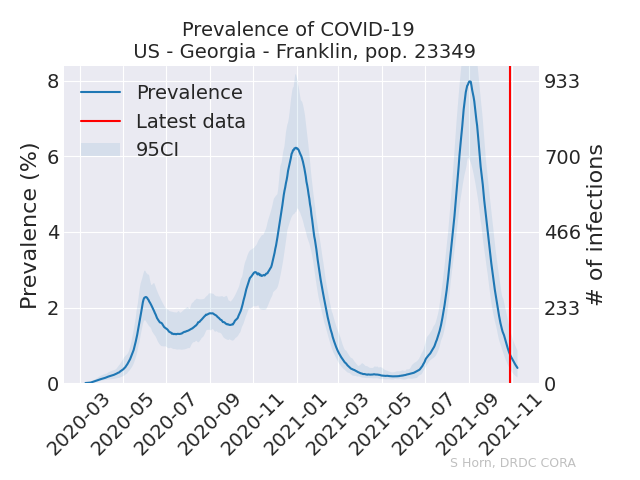 Prevalence of COVID-19
US - Georgia - Franklin, pop. 23349
Prevalence
Latest data
95CI
Prevalence (%)
8
6
4
2
0
933
700
466
233
0
# of infections
2020-03
2020-05
2020-07
2020-09
2020-11
2021-01
2021-03
2021-05
2021-07
2021-09
2021-11
S Horn, DRDC CORA